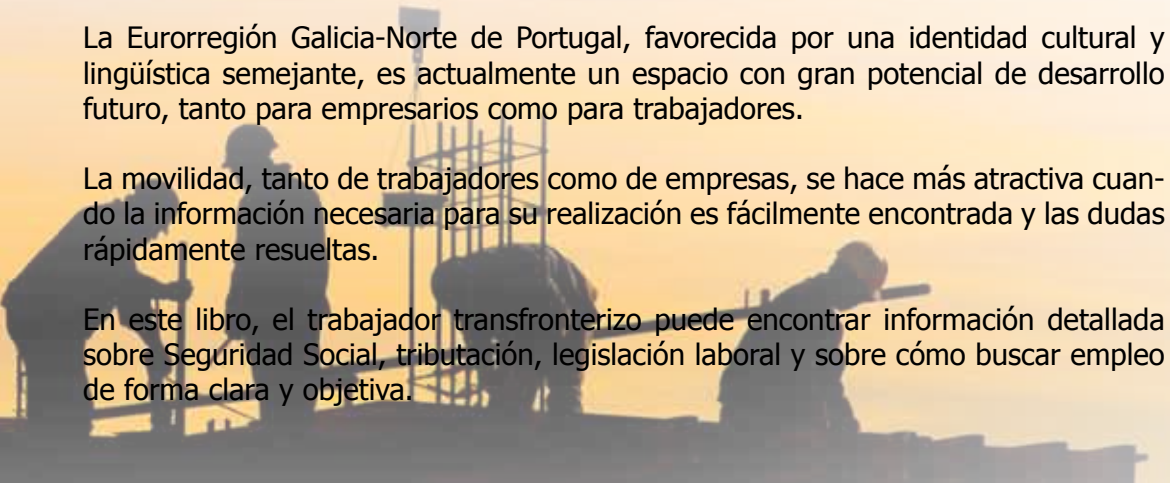 La Eurorregión Galicia-Norte de Portugal, favorecida por una identidad cultural y
lingüística semejante, es actualmente un espacio con gran potencial de desarrollo
futuro, tanto para empresarios como para trabajadores.
La movilidad, tanto de trabajadores como de empresas, se hace más atractiva cuan-
do la información necesaria para su realización es fácilmente encontrada y las dudas
rápidamente resueltas.
En este libro, el trabajador transfronterizo puede encontrar información detallada
sobre Seguridad Social, tributación, legislación laboral y sobre cómo buscar empleo
de forma clara y objetiva.